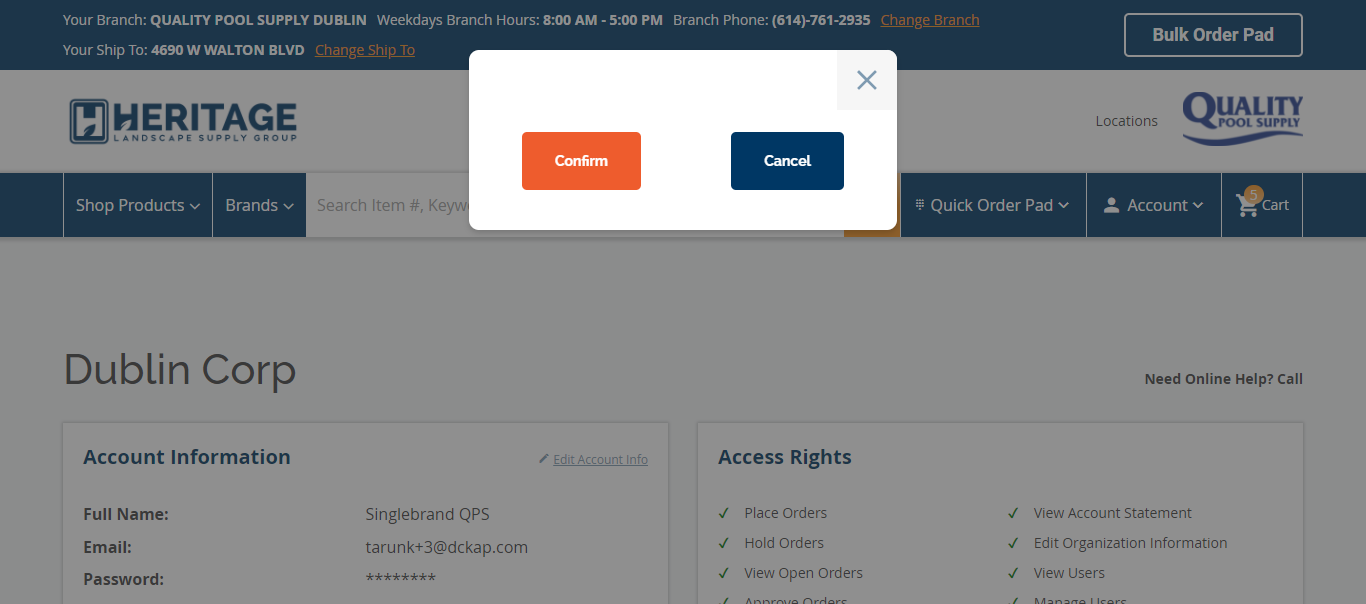 Your Branch: QUALITY POOL SUPPLY DUBLIN Weekdays Branch Hours: 8:00 AM - 5:00 PM Branch Phone: (614)-761-2935 Change Branch
Bulk Order Pad
Your Ship To: 4690 W WALTON BLVD Change Ship To
HERITAGE
LANDSCAPE SUPPLY GROUP
Locations
QUALITY
POOL SUPPLY
Confirm
Cancel
Shop Products
Brands
Search Item #, Keyw
Quick Order Pad
Account
5
Cart
Dublin Corp
Need Online Help? Call
Account Information
Edit Account Info
Full Name: Singlebrand QPS
Email: tarunk+3@dckap.com
Password: ********
Access Rights
Place Orders
View Account Statement
Hold Orders
Edit Organization Information
View Open Orders
View Users
Approve Orders
Manage Users